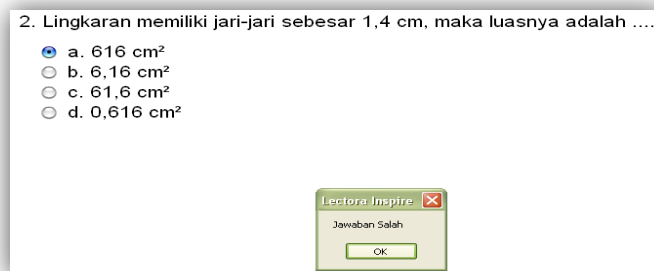 2. Lingkaran memiliki jari-jari sebesar 1,4 cm, maka luasnya adalah ....
a. 616 cm²
b. 6,16 cm²
c. 61,6 cm²
d. 0,616 cm²
Lectora Inspire
Jawaban Salah
OK